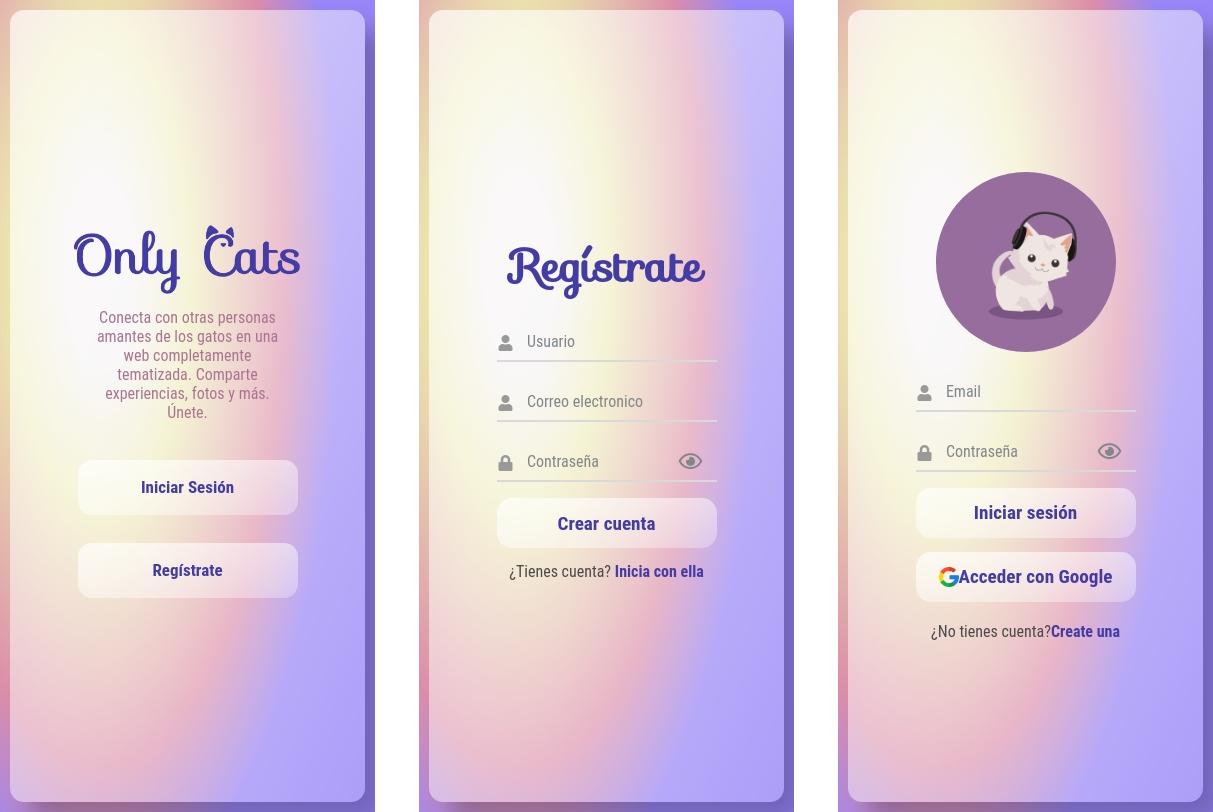 Only Cats
Conecta con otras personas
amantes de los gatos en una
web completamente
tematizada. Comparte
experiencias, fotos y más.
Únete.
Iniciar Sesión
Regístrate
Regístrate
Usuario
Correo electronico
Contraseña
Crear cuenta
¿Tienes cuenta? Inicia con ella
Email
Contraseña
Iniciar sesión
Acceder con Google
¿No tienes cuenta?Create una